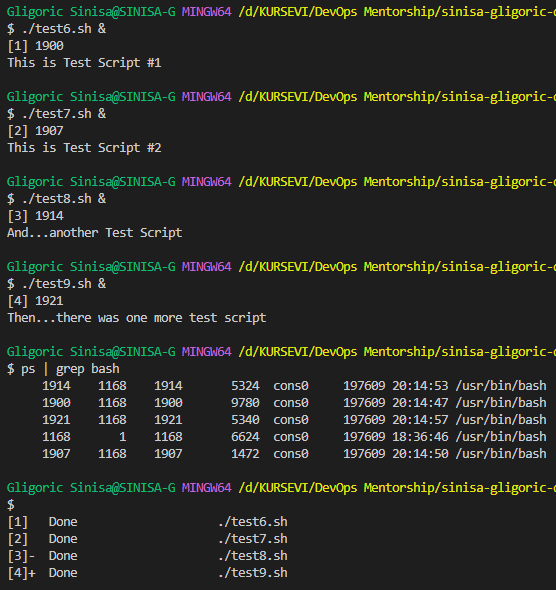 Gligoric Sinisa@SINISA-G MINGW64 /d/KURSEVI/DevOps Mentorship/sinisa-gligoric-
$ ./test6.sh &
[1] 1900
This is Test Script #1
Gligoric Sinisa@SINISA-G MINGW64 /d/KURSEVI/DevOps Mentorship/sinisa-gligoric-
$ ./test7.sh &
[2] 1907
This is Test Script #2
Gligoric Sinisa@SINISA-G MINGW64 /d/KURSEVI/DevOps Mentorship/sinisa-gligoric-
$ ./test8.sh &
[3] 1914
And...another Test Script
Gligoric Sinisa@SINISA-G MINGW64 /d/KURSEVI/DevOps Mentorship/sinisa-gligoric-
$ ./test9.sh &
[4] 1921
Then...there was one more test script
Gligoric Sinisa@SINISA-G MINGW64 /d/KURSEVI/DevOps Mentorship/sinisa-gligoric-
$ ps | grep bash
1914 1168 1914 5324 cons0 197609 20:14:53 /usr/bin/bash
1900 1168 1900 9780 cons0 197609 20:14:47 /usr/bin/bash
1921 1168 1921 5340 cons0 197609 20:14:57 /usr/bin/bash
1168 1 1168 6624 cons0 197609 18:36:46 /usr/bin/bash
1907 1168 1907 1472 cons0 197609 20:14:50 /usr/bin/bash
Gligoric Sinisa@SINISA-G MINGW64 /d/KURSEVI/DevOps Mentorship/sinisa-gligoric-
$
[1] Done ./test6.sh
[2] Done ./test7.sh
[3]- Done ./test8.sh
[4]+ Done ./test9.sh